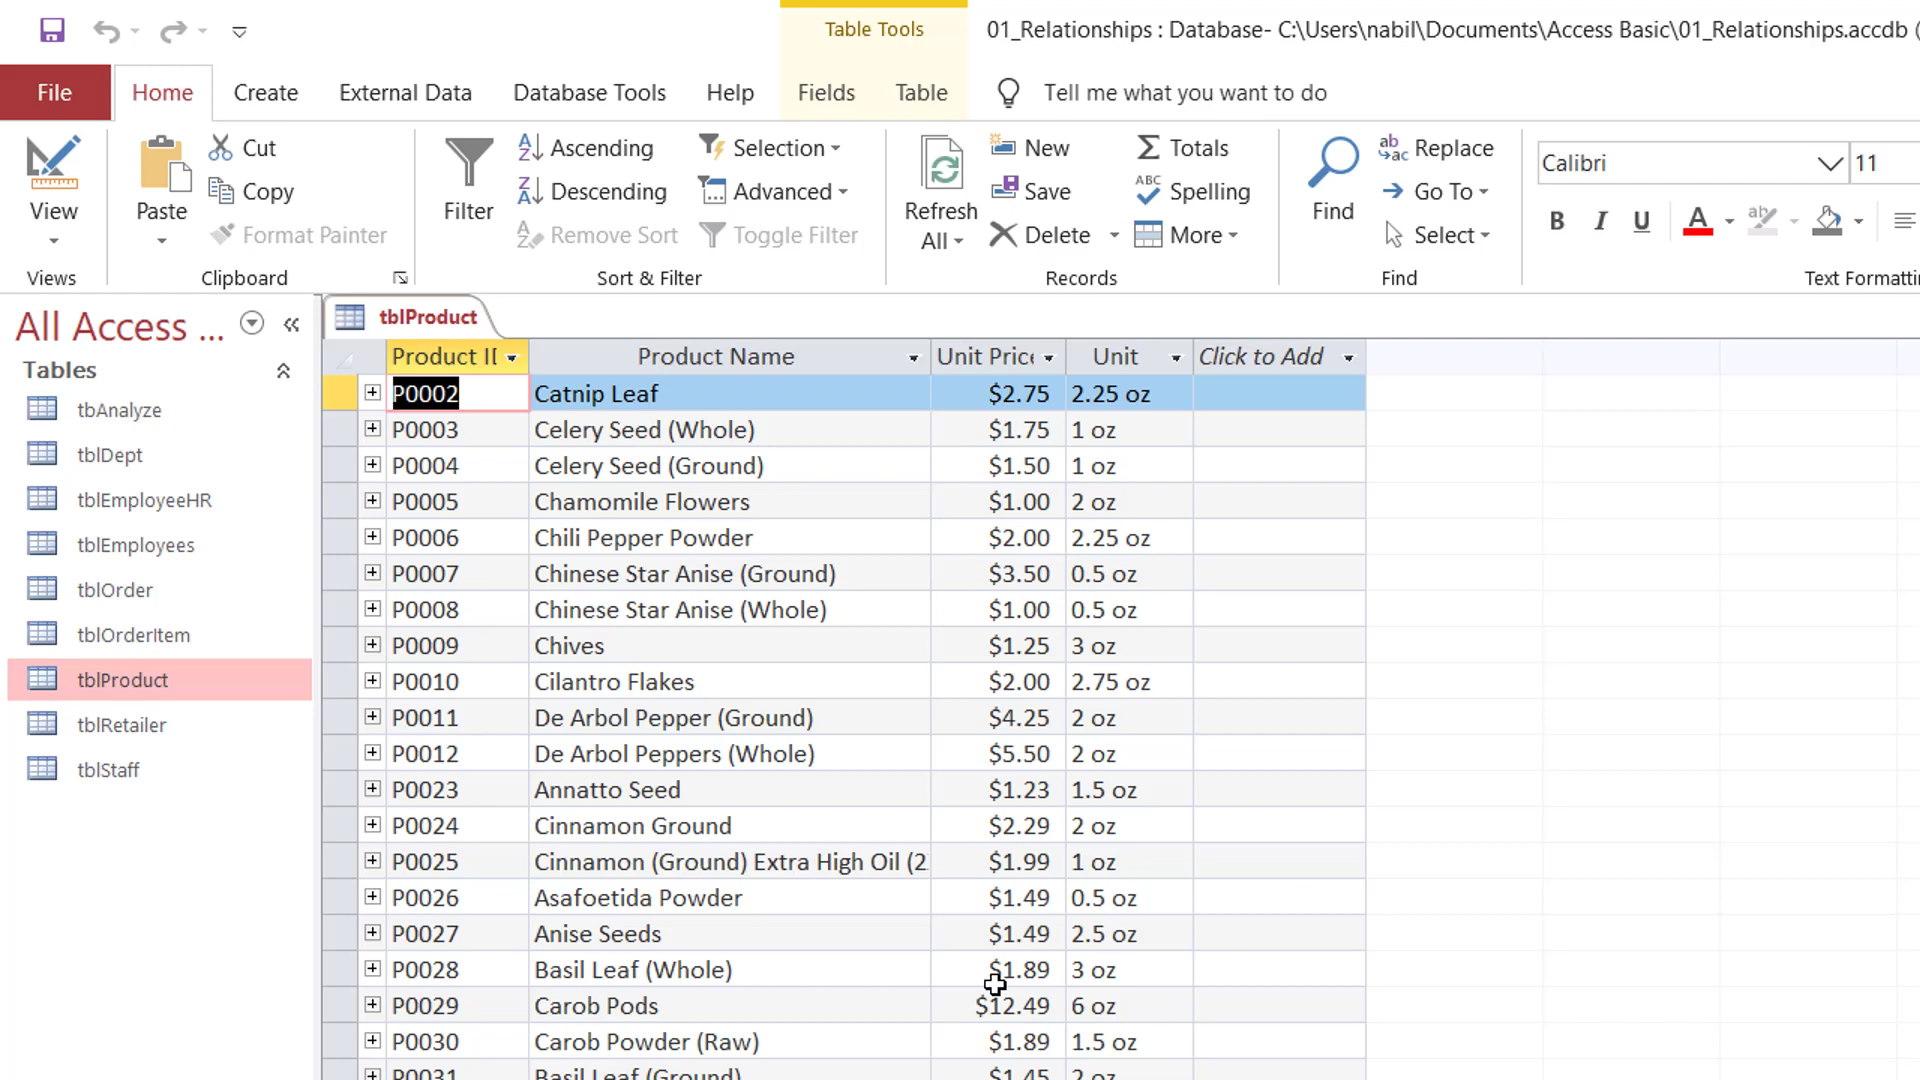 Table Tools
01_Relationships : Database- C:\Users\nabil\Documents\Access Basic\01_Relationships.accdb (
File Home Create External Data Database Tools Help Fields Table Tell me what you want to do
View
Views
Paste
Cut
Copy
Format Painter
Clipboard
Filter
Ascending
Descending
Remove Sort
Selection
Advanced
Toggle Filter
Sort & Filter
Refresh
All
New
Save
Delete
Totals
Spelling
More
Records
Find
Replace
Go To
Select
Find
Calibri 11
B I U A
Text Formatti
All Access ...
Tables
tbAnalyze
tblDept
tblEmployeeHR
tblEmployees
tblOrder
tblOrderItem
tblProduct
tblRetailer
tblStaff
tblProduct
Product ID Product Name Unit Price Unit Click to Add
P0002 Catnip Leaf $2.75 2.25 oz
P0003 Celery Seed (Whole) $1.75 1 oz
P0004 Celery Seed (Ground) $1.50 1 oz
P0005 Chamomile Flowers $1.00 2 oz
P0006 Chili Pepper Powder $2.00 2.25 oz
P0007 Chinese Star Anise (Ground) $3.50 0.5 oz
P0008 Chinese Star Anise (Whole) $1.00 0.5 oz
P0009 Chives $1.25 3 oz
P0010 Cilantro Flakes $2.00 2.75 oz
P0011 De Arbol Pepper (Ground) $4.25 2 oz
P0012 De Arbol Peppers (Whole) $5.50 2 oz
P0023 Annatto Seed $1.23 1.5 oz
P0024 Cinnamon Ground $2.29 2 oz
P0025 Cinnamon (Ground) Extra High Oil (2 $1.99 1 oz
P0026 Asafoetida Powder $1.49 0.5 oz
P0027 Anise Seeds $1.49 2.5 oz
P0028 Basil Leaf (Whole) $1.89 3 oz
P0029 Carob Pods $12.49 6 oz
P0030 Carob Powder (Raw) $1.89 1.5 oz
P0031 Basil Leaf (Ground) $1.45 2 oz